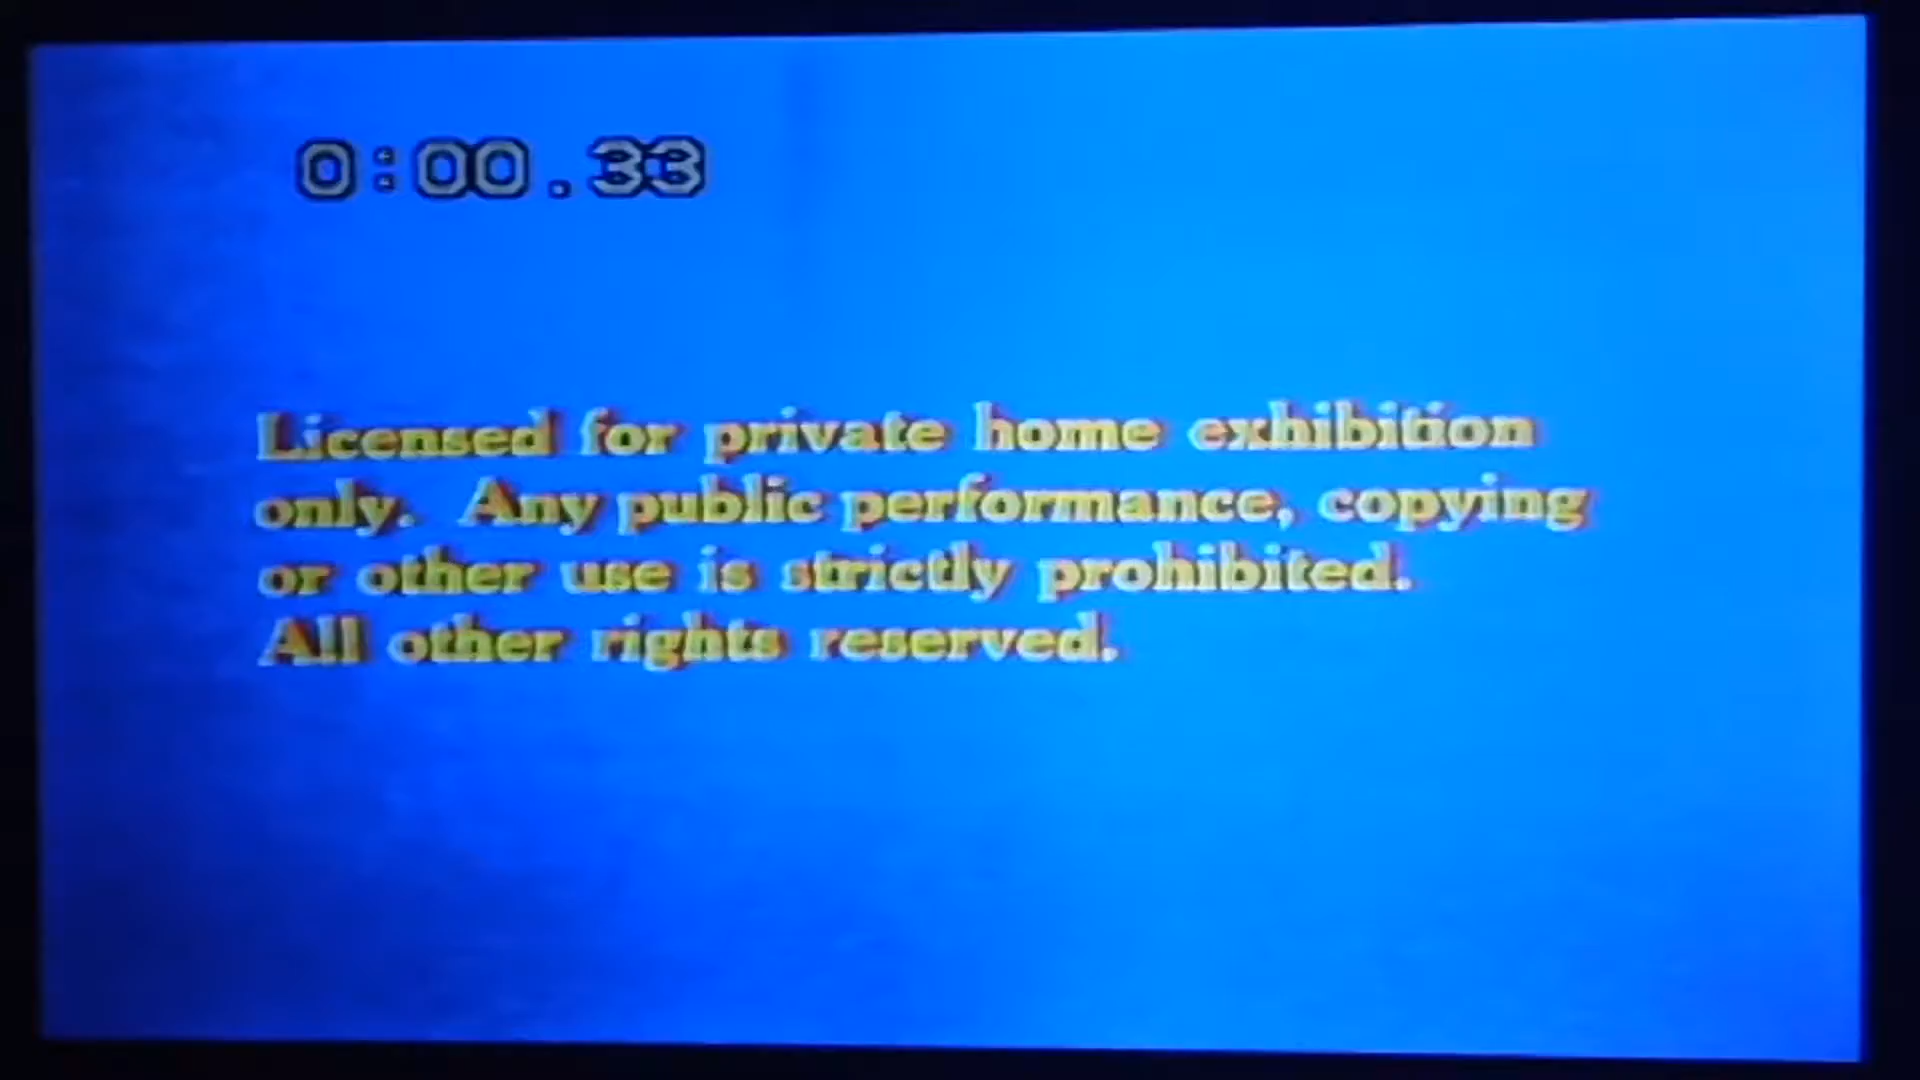 0:00.33
Licensed for private home exhibition
only. Any public performance, copying
or other use is strictly prohibited.
All other rights reserved.